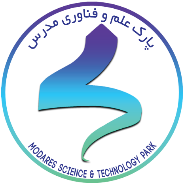 پارک علم و فناوری مدرس
MODARES SCIENCE & TECHNOLOGY PARK